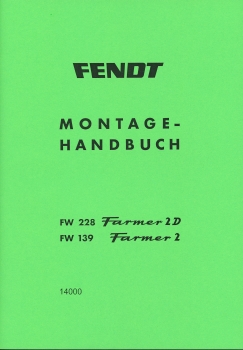 FENDT
MONTAGE-
HANDBUCH
FW 228 Farmer 2D
FW 139 Farmer 2
14000